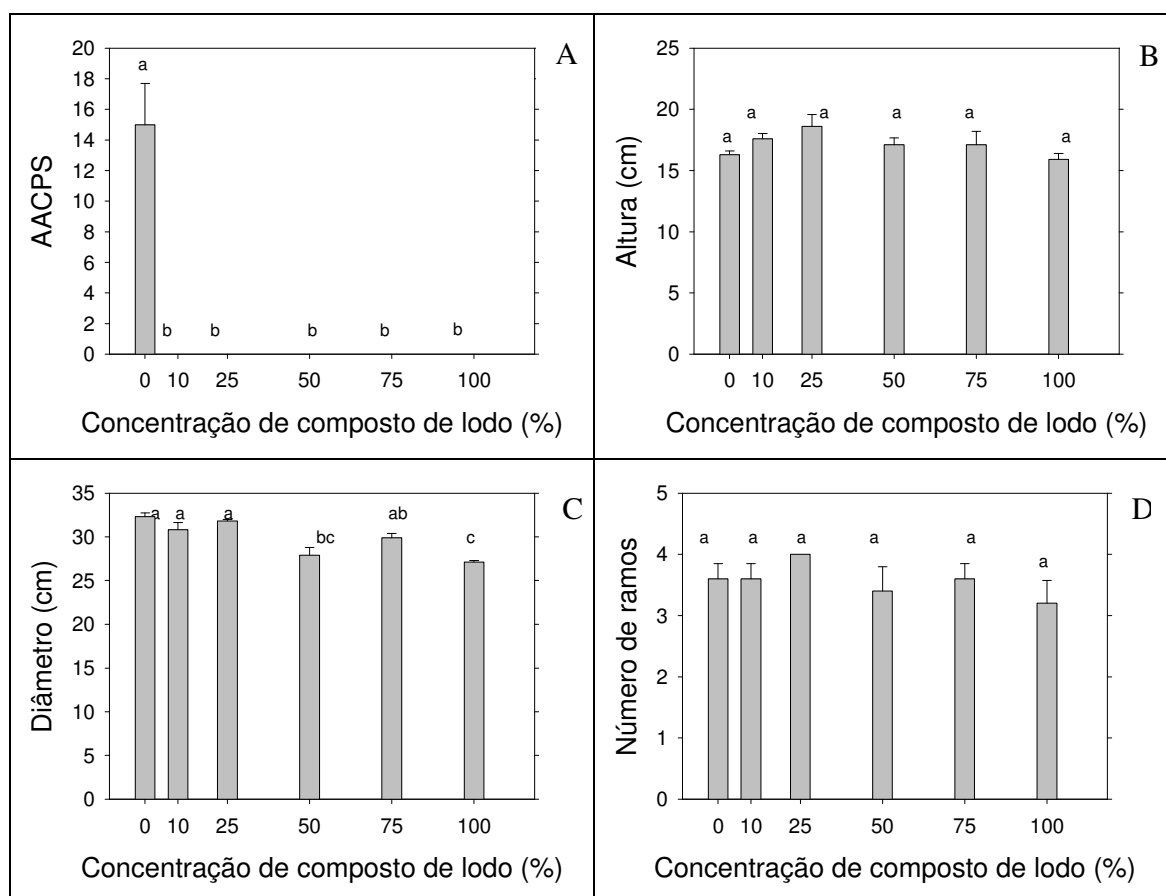 A
20
18
16
14
12
10
8
6
4
2
0
AACPS
a
b b b b b
0 10 25 50 75 100
Concentração de composto de lodo (%)
B
25
20
15
10
5
0
Altura (cm)
a a a a a a
0 10 25 50 75 100
Concentração de composto de lodo (%)
C
35
30
25
20
15
10
5
0
Diâmetro (cm)
a a a bc ab c
0 10 25 50 75 100
Concentração de composto de lodo (%)
D
5
4
3
2
1
0
Número de ramos
a a a a a a
0 10 25 50 75 100
Concentração de composto de lodo (%)